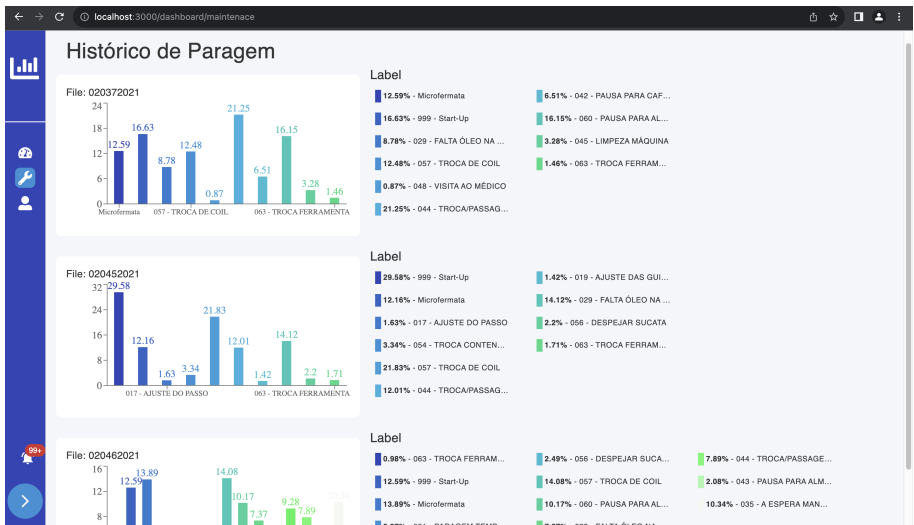 localhost:3000/dashboard/maintenace
Histórico de Paragem
File: 020372021
24
18
12
6
0
12.59
16.63
8.78
12.48
0.87
21.25
6.51
16.15
3.28
1.46
Microfermata
057 - TROCA DE COIL
063 - TROCA FERRAMENTA
Label
12.59% - Microfermata
16.63% - 999 - Start-Up
8.78% - 029 - FALTA ÓLEO NA ...
12.48% - 057 - TROCA DE COIL
0.87% - 048 - VISITA AO MÉDICO
21.25% - 044 - TROCA/PASSAG...
6.51% - 042 - PAUSA PARA CAF...
16.15% - 060 - PAUSA PARA AL...
3.28% - 045 - LIMPEZA MÁQUINA
1.46% - 063 - TROCA FERRAM...
File: 020452021
32
24
16
8
0
29.58
12.16
1.63
3.34
21.83
12.01
1.42
14.12
2.2
1.71
017 - AJUSTE DO PASSO
063 - TROCA FERRAMENTA
Label
29.58% - 999 - Start-Up
12.16% - Microfermata
1.63% - 017 - AJUSTE DO PASSO
3.34% - 054 - TROCA CONTEN...
21.83% - 057 - TROCA DE COIL
12.01% - 044 - TROCA/PASSAG...
1.42% - 019 - AJUSTE DAS GUI...
14.12% - 029 - FALTA ÓLEO NA ...
2.2% - 056 - DESPEJAR SUCATA
1.71% - 063 - TROCA FERRAM...
File: 020462021
16
12
8
12.59
13.89
14.08
10.17
7.37
9.28
7.89
10.34
Label
0.98% - 063 - TROCA FERRAM...
12.59% - 999 - Start-Up
13.89% - Microfermata
2.49% - 056 - DESPEJAR SUCA...
14.08% - 057 - TROCA DE COIL
10.17% - 060 - PAUSA PARA AL...
7.89% - 044 - TROCA/PASSAGE...
2.08% - 043 - PAUSA PARA ALM...
10.34% - 035 - A ESPERA MAN...
99+